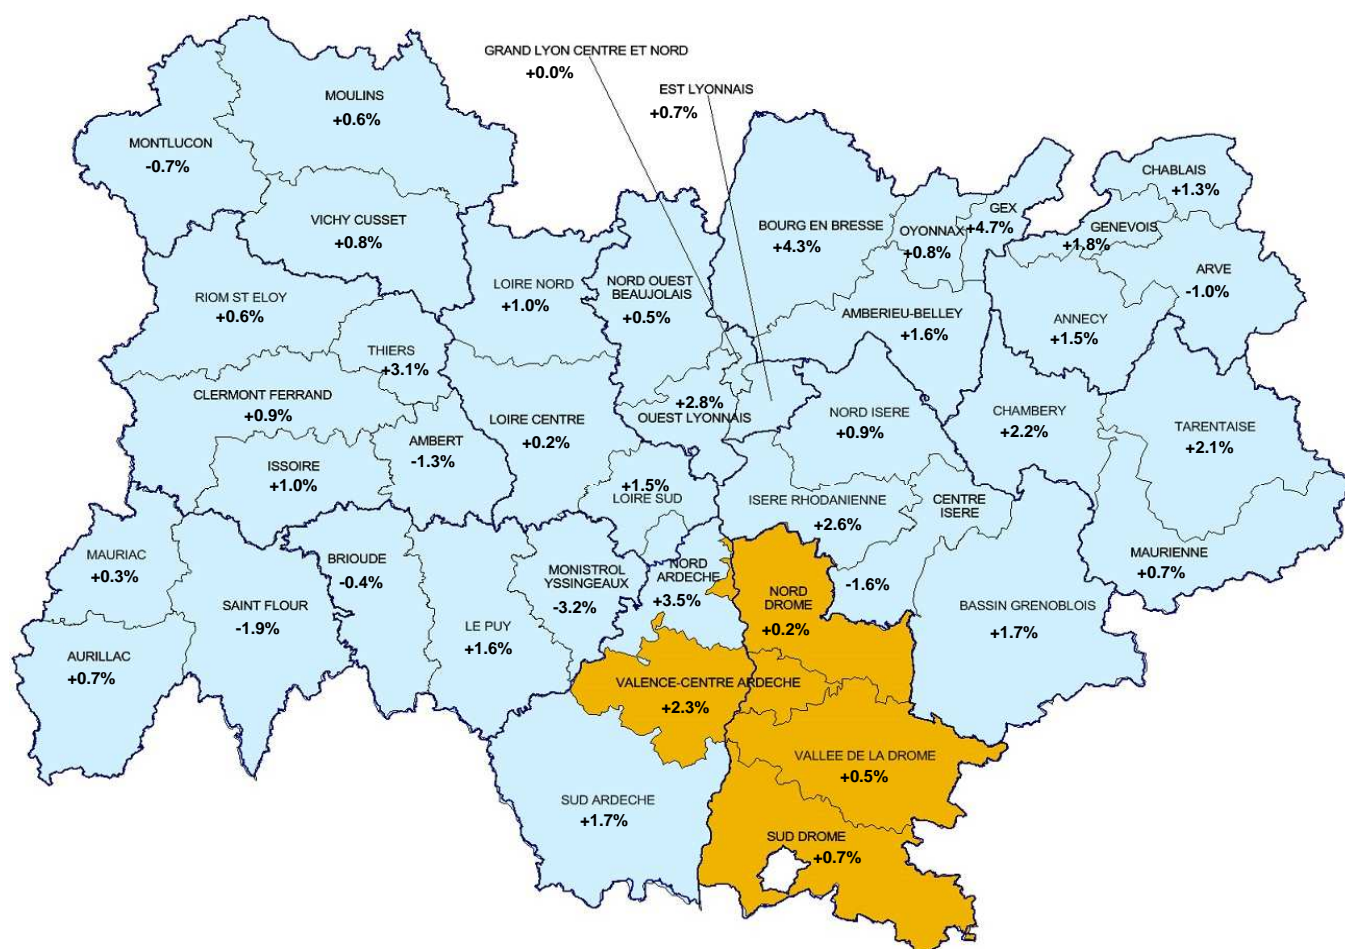 GRAND LYON CENTRE ET NORD
+0.0%
EST LYONNAIS
+0.7%
MOULINS
+0.6%
MONTLUCON
-0.7%
VICHY CUSSET
+0.8%
CHABLAIS
+1.3%
GEX
+4.7%
BOURG EN BRESSE
+4.3%
OYONNAX
+0.8%
GENEVOIS
+1.8%
ARVE
-1.0%
RIOM ST ELOY
+0.6%
LOIRE NORD
+1.0%
NORD OUEST
BEAUJOLAIS
+0.5%
AMBERIEU-BELLEY
+1.6%
ANNECY
+1.5%
THIERS
+3.1%
CLERMONT FERRAND
+0.9%
LOIRE CENTRE
+0.2%
+2.8%
OUEST LYONNAIS
NORD ISERE
+0.9%
CHAMBERY
+2.2%
TARENTAISE
+2.1%
AMBERT
-1.3%
ISSOIRE
+1.0%
+1.5%
LOIRE SUD
ISERE RHODANIENNE
+2.6%
CENTRE
ISERE
-1.6%
MAURIAC
+0.3%
BRIOUDE
-0.4%
MONISTROL
YSSINGEAUX
-3.2%
NORD
ARDECHE
+3.5%
MAURIENNE
+0.7%
NORD
DROME
+0.2%
BASSIN GRENOBLOIS
+1.7%
SAINT FLOUR
-1.9%
LE PUY
+1.6%
AURILLAC
+0.7%
VALENCE-CENTRE ARDECHE
+2.3%
VALLEE DE LA DROME
+0.5%
SUD ARDECHE
+1.7%
SUD DROME
+0.7%